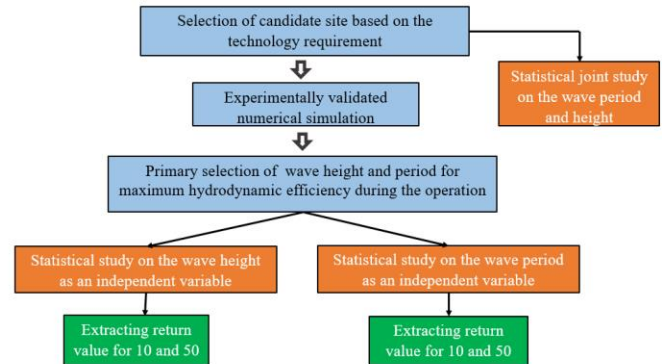 Selection of candidate site based on the
technology requirement
Statistical joint study
on the wave period
and height
Experimentally validated
numerical simulation
Primary selection of wave height and period for
maximum hydrodynamic efficiency during the operation
Statistical study on the wave height
as an independent variable
Statistical study on the wave period
as an independent variable
Extracting return
value for 10 and 50
Extracting return
value for 10 and 50